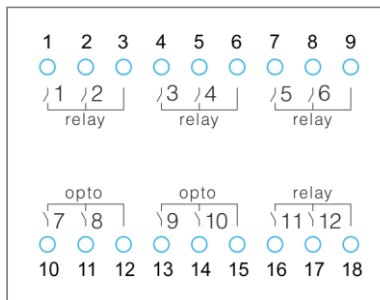 1 2 3 4 5 6 7 8 9
1 2 3 4 5 6
relay relay relay
opto opto relay
7 8 9 10 11 12
10 11 12 13 14 15 16 17 18